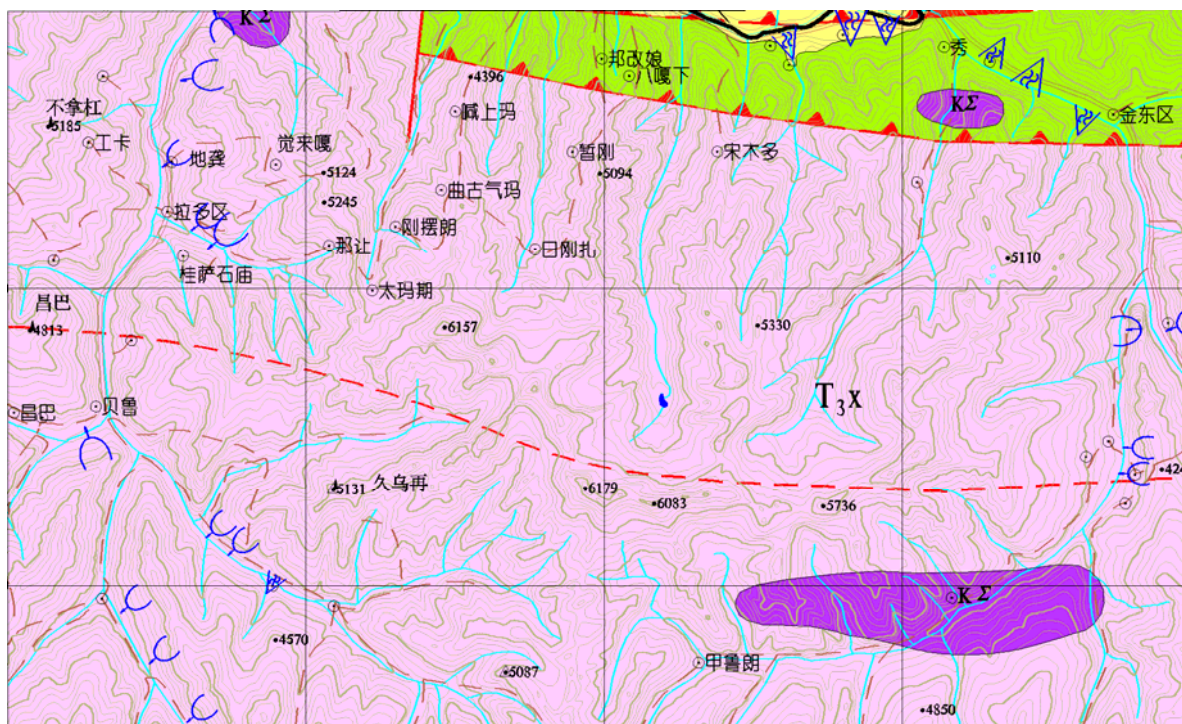 KΣ
邦改娘
八嘎下
秀
4396
KΣ
不拿杠
5185
喊上玛
金东区
工卡
觉来嘎
地龚
5124
暂刚
5094
宋木多
曲古气玛
5245
拉多区
刚摆朗
那让
日刚扎
桂萨石庙
5110
太玛期
昌巴
4813
6157
5330
T₃x
昌巴
贝鲁
5131
久乌再
6179
6083
5736
424
KΣ
4570
甲鲁朗
5087
4850